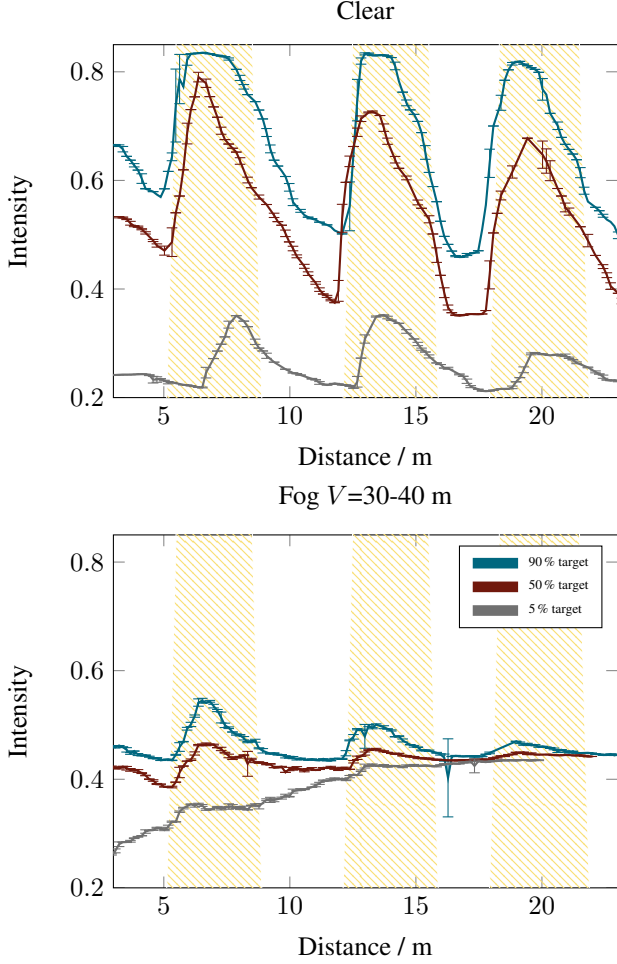 Clear
0.8
0.6
0.4
0.2
Intensity
5
10
15
20
Distance / m
Fog V=30-40 m
0.8
0.6
0.4
0.2
Intensity
90 % target
50 % target
5 % target
5
10
15
20
Distance / m